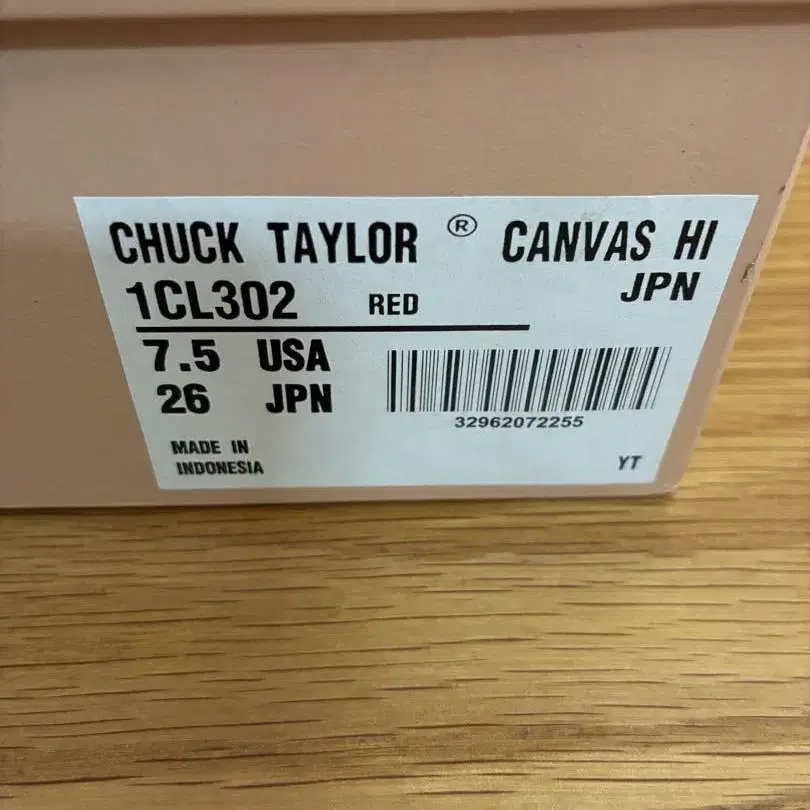 CHUCK TAYLOR ® CANVAS HI
1CL302 RED JPN
7.5 USA
26 JPN
32962072255
MADE IN
INDONESIA
YT